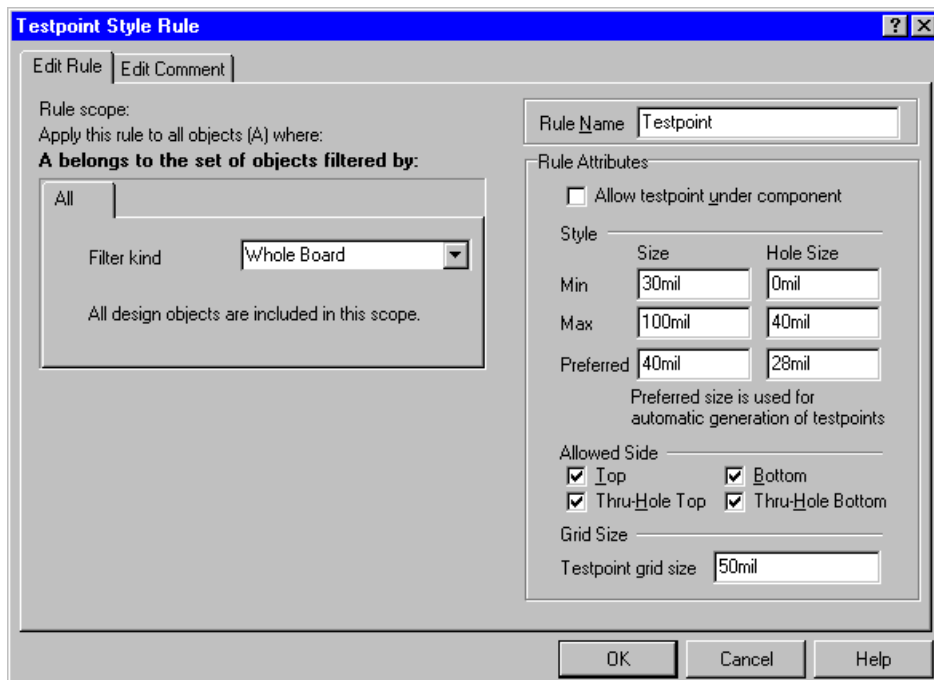 Testpoint Style Rule
Edit Rule
Edit Comment
Rule scope:
Apply this rule to all objects (A) where:
A belongs to the set of objects filtered by:
All
Filter kind
Whole Board
All design objects are included in this scope.
Rule Name Testpoint
Rule Attributes
Allow testpoint under component
Style
Size Hole Size
Min 30mil 0mil
Max 100mil 40mil
Preferred 40mil 28mil
Preferred size is used for
automatic generation of testpoints
Allowed Side
Top Bottom
Thru-Hole Top Thru-Hole Bottom
Grid Size
Testpoint grid size 50mil
OK Cancel Help